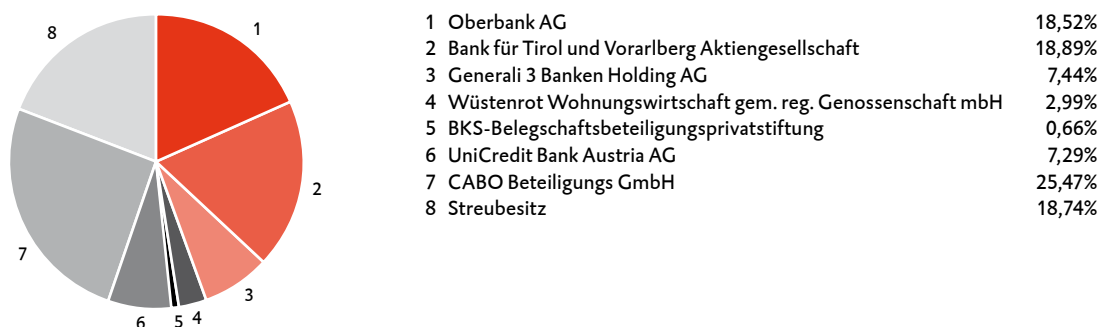 1 Oberbank AG 18,52%
2 Bank für Tirol und Vorarlberg Aktiengesellschaft 18,89%
3 Generali 3 Banken Holding AG 7,44%
4 Wüstenrot Wohnungswirtschaft gem. reg. Genossenschaft mbH 2,99%
5 BKS-Belegschaftsbeteiligungsprivatstiftung 0,66%
6 UniCredit Bank Austria AG 7,29%
7 CABO Beteiligungs GmbH 25,47%
8 Streubesitz 18,74%
8
1
2
7
3
6
5
4